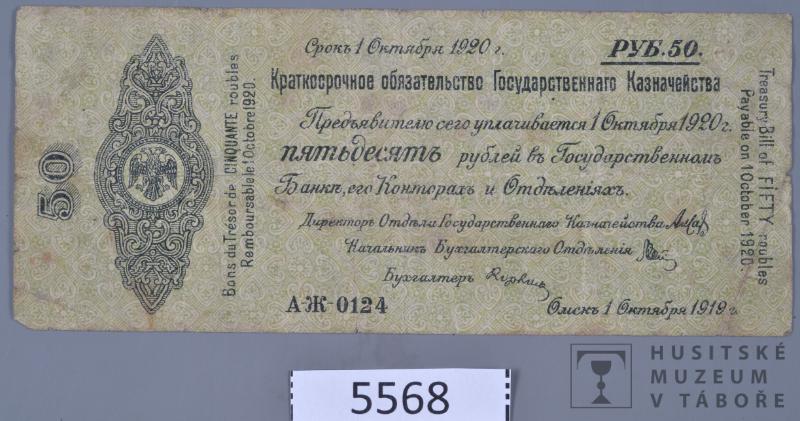 Срокъ 1 Октября 1920 г.
РУБ. 50.
Краткосрочное обязательство Государственнаго Казначейства
Предъявителю сего уплачивается 1 Октября 1920 г.
пятьдесятъ рублей въ Государственномъ
Банкѣ, его Конторахъ и Отдѣленіяхъ.
Директоръ Отдѣла Государственнаго Казначейства
Начальникъ Бухгалтерскаго Отдѣленія
Бухгалтеръ
А-Ж-0124
Омскъ 1 Октября 1919 г.
50
Bons du Trésor de CINQUANTE roubles
Remboursable le 1 Octobre 1920.
Treasury Bill of FIFTY roubles
Payable on 1 October 1920.
5568
HUSITSKÉ
MUZEUM
V TÁBOŘE